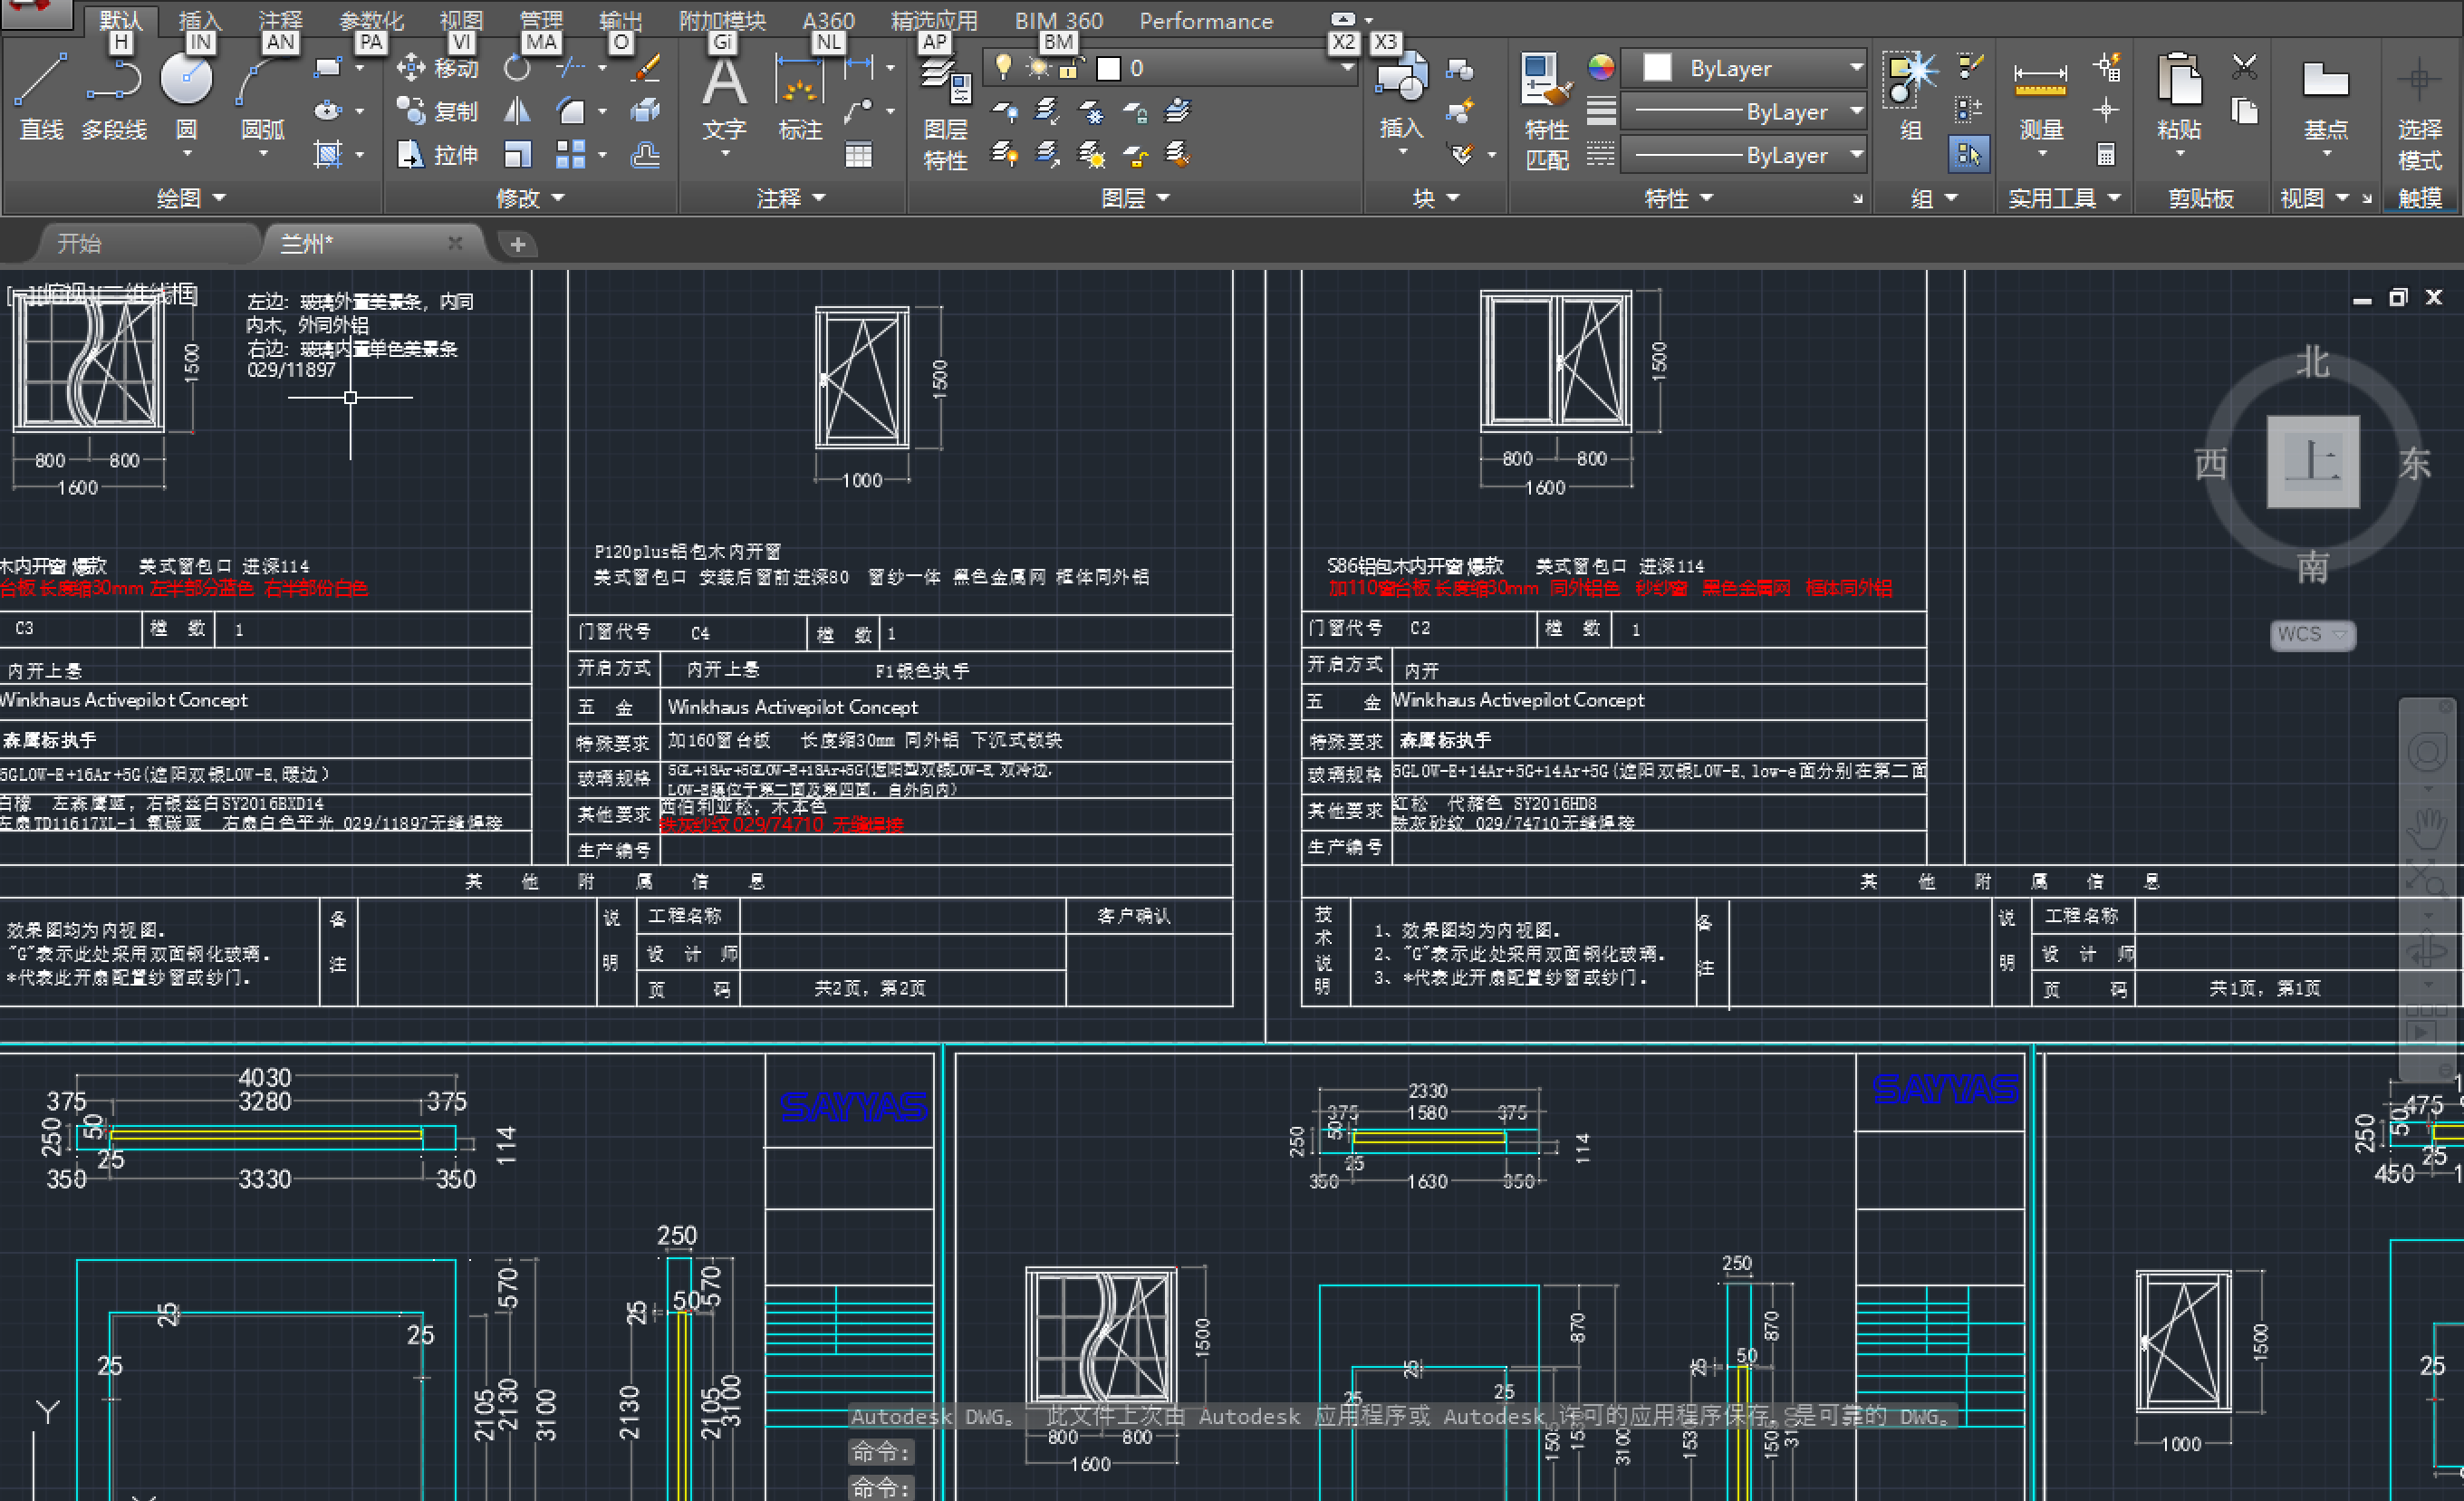 默认 插入 注释 参数化 视图 管理 输出 附加模块 A360 精选应用 BIM 360 Performance
H IN AN PA VI MA O Gi NL AP BM X2 X3
移动 0 ByLayer
直线 多段线 圆 圆弧 复制 文字 标注 图层 插入 特性 ByLayer 组 测量 粘贴 基点 选择
拉伸 特性 匹配 ByLayer 模式
绘图 修改 注释 图层 块 特性 组 实用工具 剪贴板 视图 触摸
开始 兰州*
左边：玻璃外置美景条，内同
内木，外同外铝
右边：玻璃内置单色美景条
029/11897
1500
800 800
1600
木内开窗 爆款 美式窗包口 进深114
台板 长度缩30mm 左半部分蓝色 右半部份白色
C3 樘 数 1
内开上悬
Winkhaus Activepilot Concept
森鹰标执手
5GLOW-E+16Ar+5G(遮阳双银LOW-E,暖边)
白橡 左森鹰蓝, 右银丝白SY2016BXD14
左扇TD11617XL-1 氟碳蓝 右扇白色平光 029/11897无缝焊接
1500
1000
P120plus铝包木内开窗
美式窗包口 安装后窗前进深80 窗纱一体 黑色金属网 框体同外铝
门窗代号 C4 樘 数 1
开启方式 内开上悬 F1银色执手
五 金 Winkhaus Activepilot Concept
特殊要求 加160窗台板 长度缩30mm 同外铝 下沉式锁块
玻璃规格 5GL+18Ar+5GLOW-E+18Ar+5G(遮阳型双银LOW-E,双冷边,
LOW-E膜位于第二面及第四面, 自外向内)
其他要求 西伯利亚松, 木本色
铁灰纱纹 029/74710 无缝焊接
生产编号
1500
800 800
1600
S86铝包木内开窗 爆款 美式窗包口 进深114
加110窗台板 长度缩30mm 同外铝色 秒纱窗 黑色金属网 框体同外铝
门窗代号 C2 樘 数 1
开启方式 内开
五 金 Winkhaus Activepilot Concept
特殊要求 森鹰标执手
玻璃规格 5GLOW-E+14Ar+5G+14Ar+5G(遮阳双银LOW-E,low-e面分别在第二面
其他要求 红松 代赭色 SY2016HD8
铁灰砂纹 029/74710无缝焊接
生产编号
其 他 附 属 信 息
效果图均为内视图.
"G"表示此处采用双面钢化玻璃.
*代表此开扇配置纱窗或纱门.
备 注
说 明
工程名称 客户确认
设 计 师
页 码 共2页, 第2页
其 他 附 属 信 息
技术说明
1、效果图均为内视图.
2、"G"表示此处采用双面钢化玻璃.
3、*代表此开扇配置纱窗或纱门.
备 注
说 明
工程名称
设 计 师
页 码 共1页, 第1页
北
西 上 东
南
WCS
4030
375 3280 375
250 50 114
25
350 3330 350
25
25
25
570
2105 2130 3100
250
570
25 50
2130 2105 3100
SAYYAS
2330
375 1580 375
250 50 114
25
350 1630 350
1500
800 800
1600
870
25
25 25
1505 3100
250
870
25 50
SAYYAS
475
250 50
25
450
1500
1000
25
Y
Autodesk DWG。 此文件上次由 Autodesk 应用程序或 Autodesk 许可的应用程序保存。是可靠的 DWG。
命令:
命令: